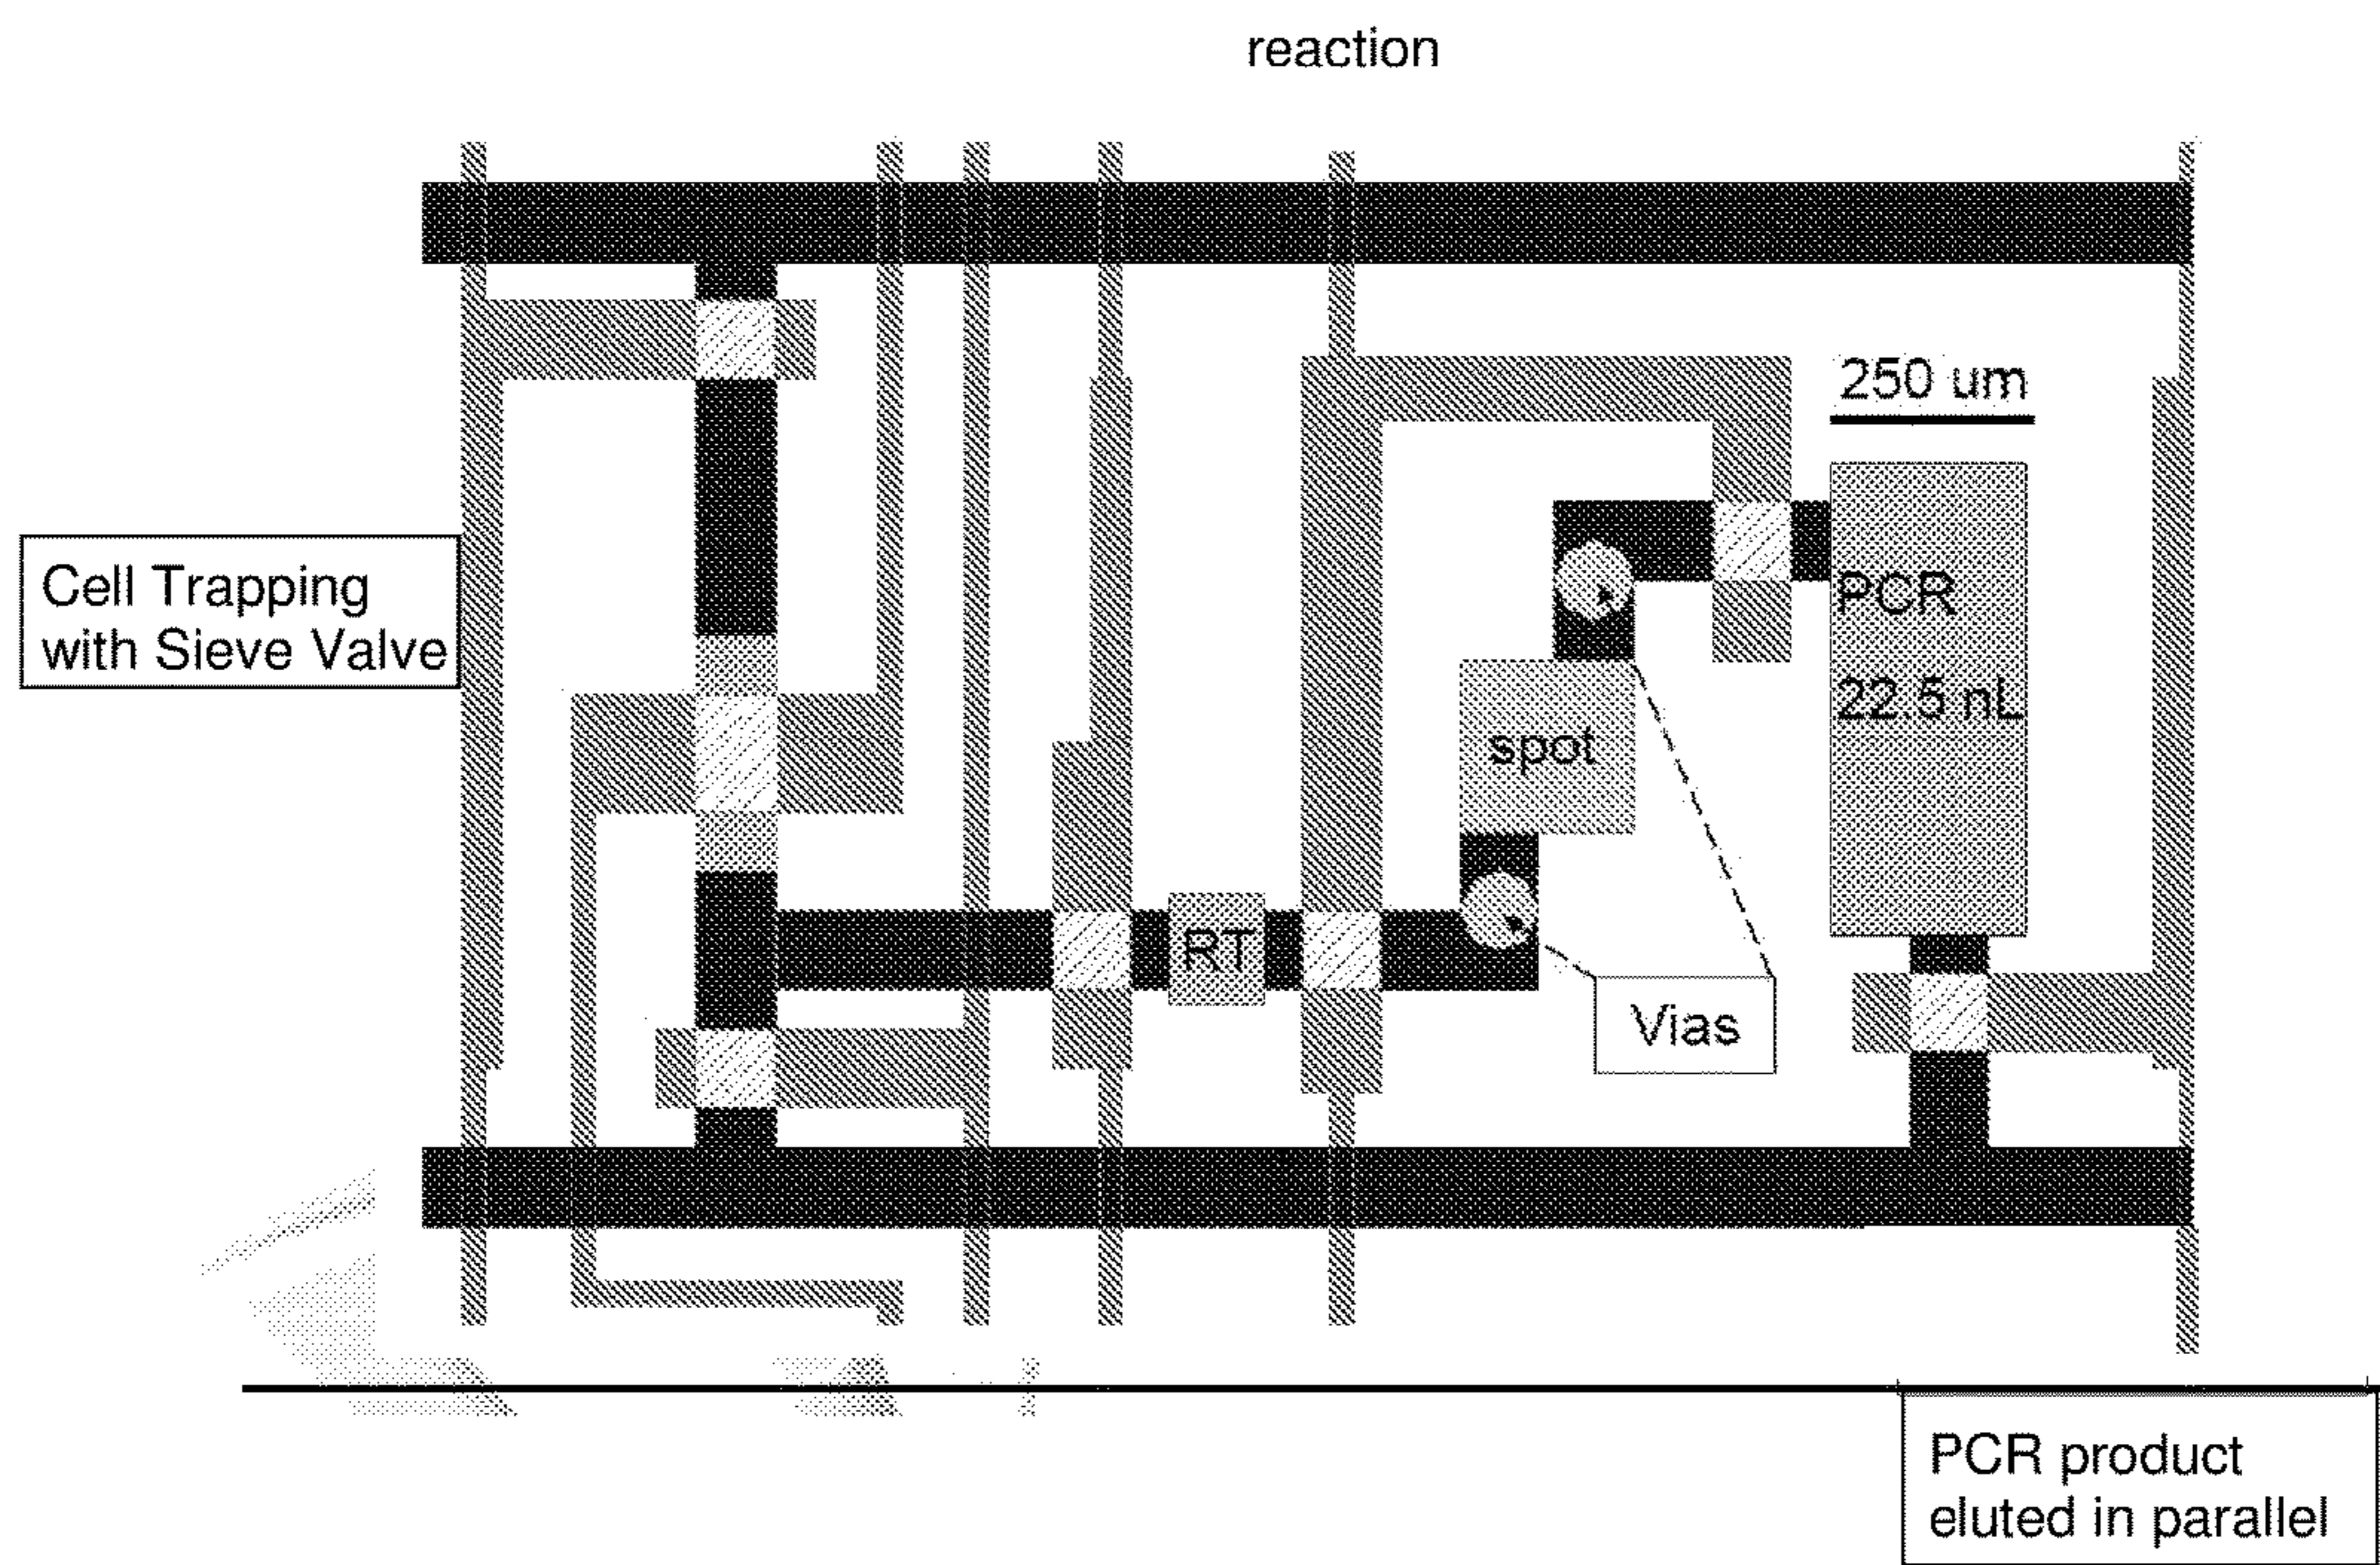 reaction
250 um
Cell Trapping
with Sieve Valve
PCR
22.5 nL
spot
RT
Vias
PCR product
eluted in parallel